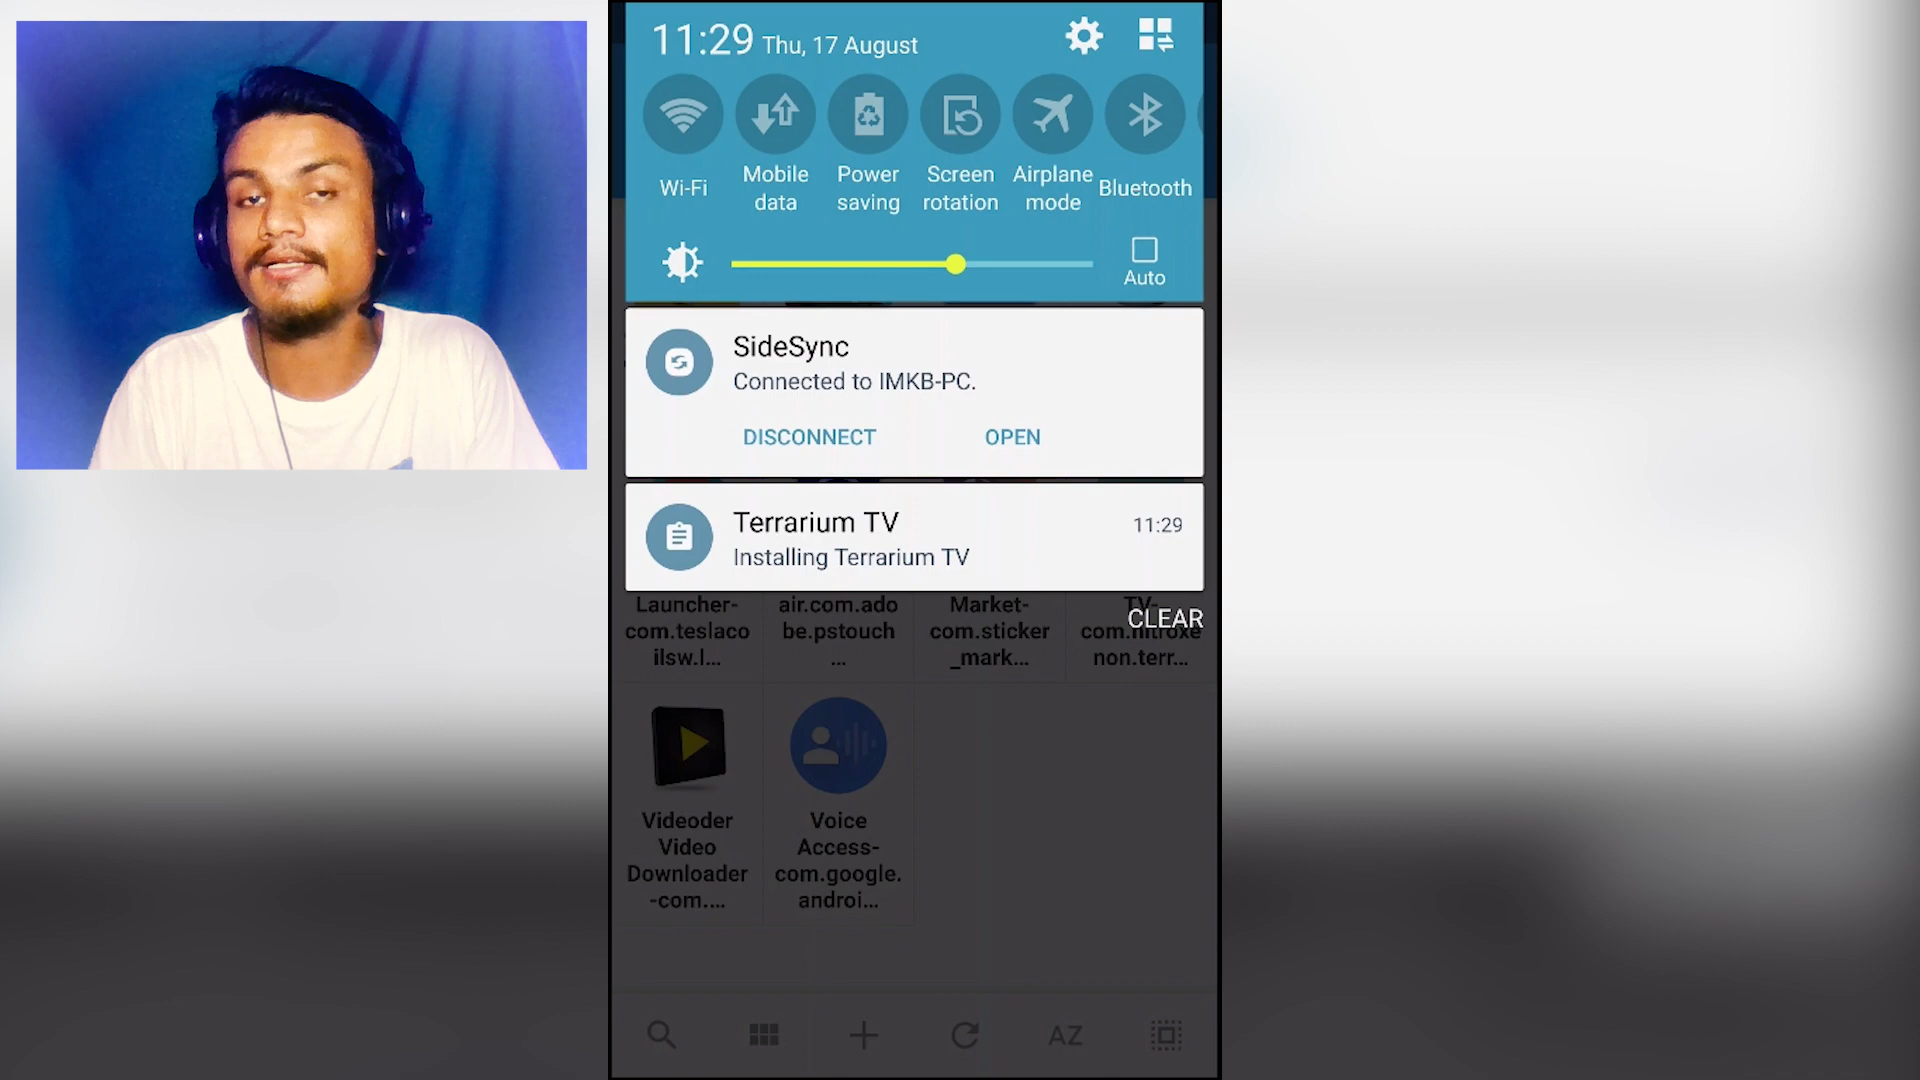 11:29 Thu, 17 August
Wi-Fi
Mobile
data
Power
saving
Screen
rotation
Airplane
mode
Bluetooth
Auto
SideSync
Connected to IMKB-PC.
DISCONNECT OPEN
Terrarium TV 11:29
Installing Terrarium TV
CLEAR
Launcher-
com.teslaco
ilsw.l...
air.com.ado
be.pstouch
...
Market-
com.sticker
_mark...
TV-
com.nitroxe
non.terr...
Videoder
Video
Downloader
-com....
Voice
Access-
com.google.
androi...
AZ